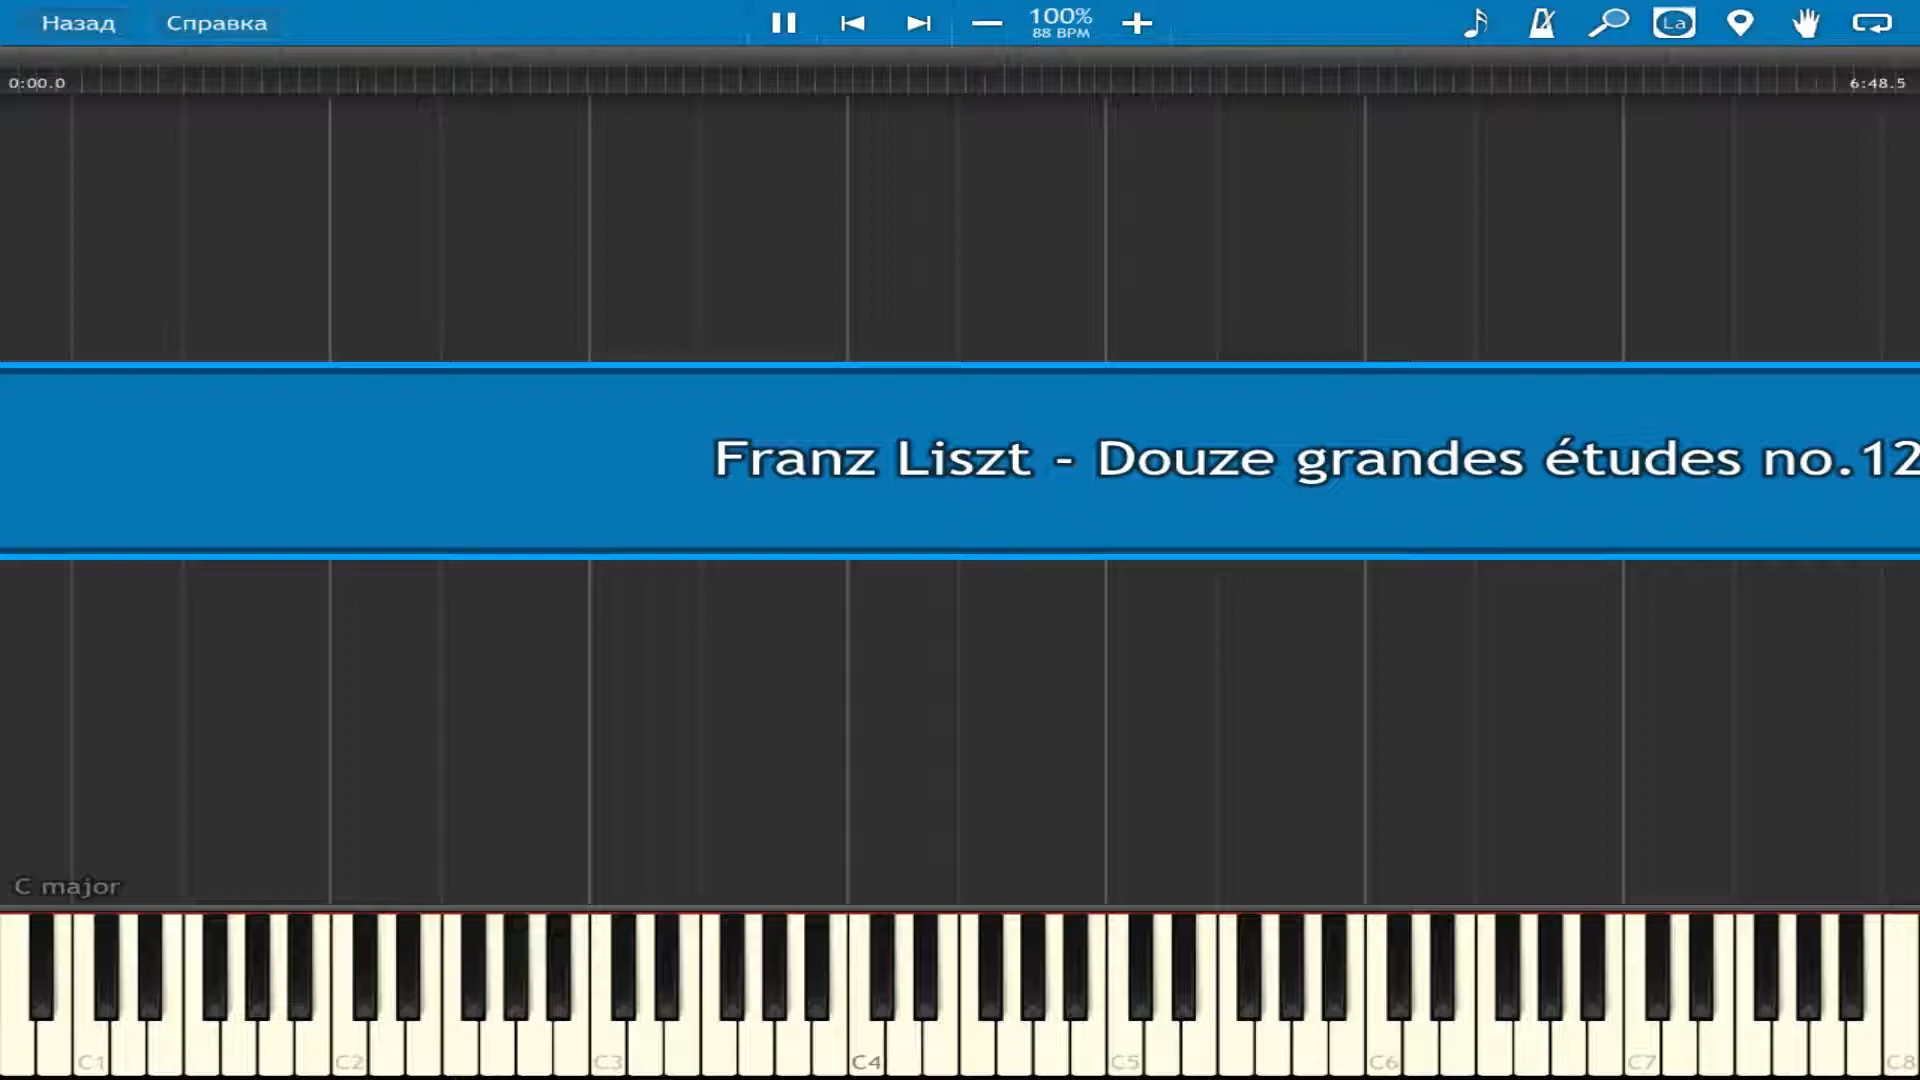 Назад Справка 100%
88 BPM La
0:00.0 6:48.5
Franz Liszt - Douze grandes études no.12
C major
C1 C2 C3 C4 C5 C6 C7 C8